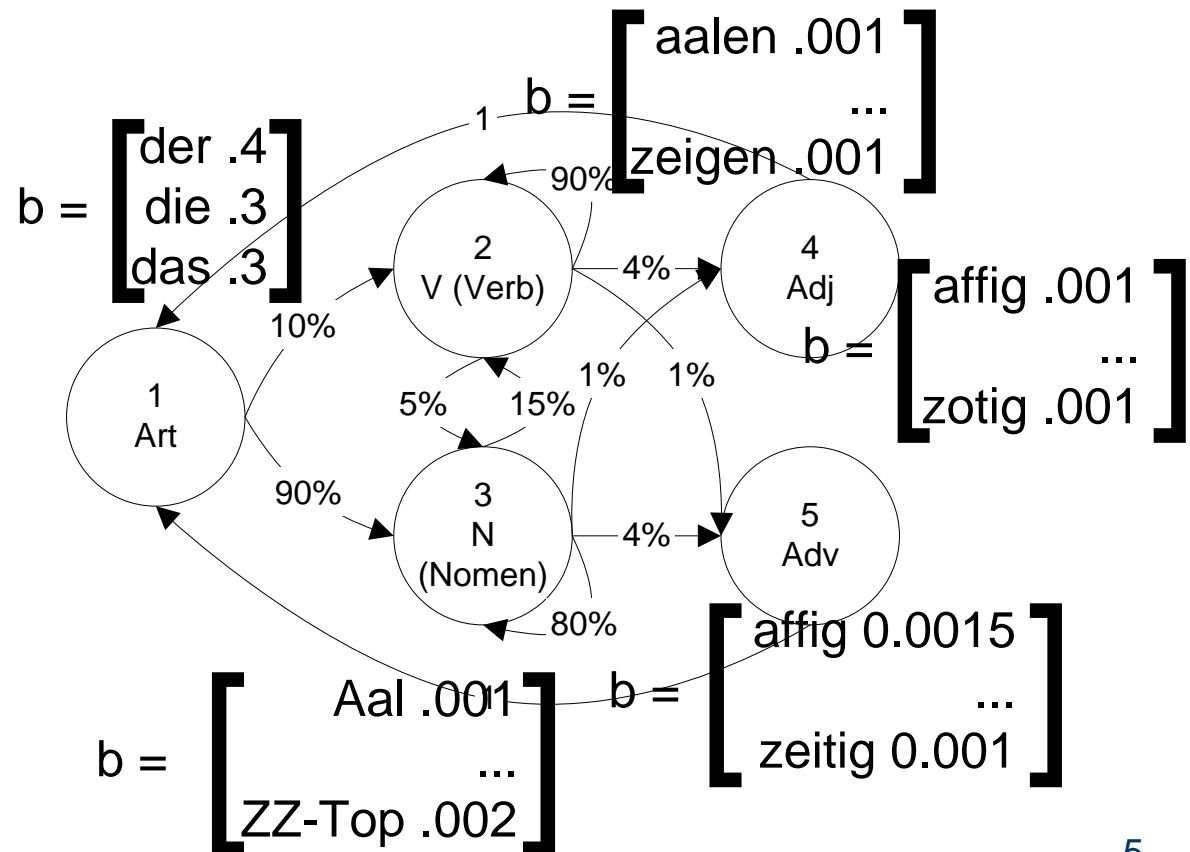 aalen .001
b =
...
zeigen .001
1
der .4
b =
die .3
das .3
90%
2
V (Verb)
4%
4
Adj
affig .001
b =
...
zotig .001
10%
1%
1%
5%
15%
1
Art
90%
3
N
(Nomen)
4%
5
Adv
80%
affig 0.0015
b =
...
zeitig 0.001
1
Aal .001
b =
...
ZZ-Top .002
5